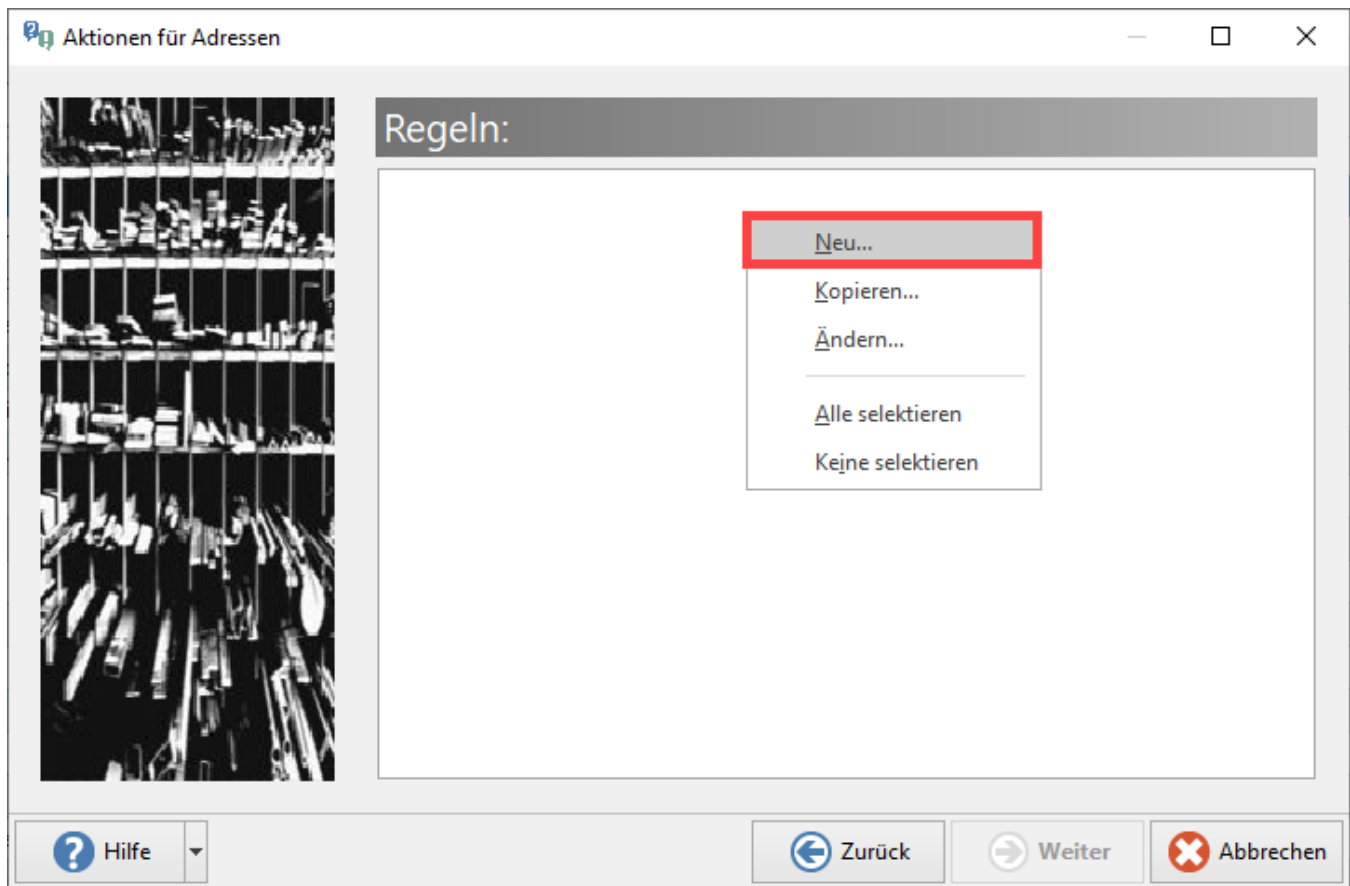 Aktionen für Adressen
Regeln:
Neu...
Kopieren...
Ändern...
Alle selektieren
Keine selektieren
Hilfe
Zurück
Weiter
Abbrechen